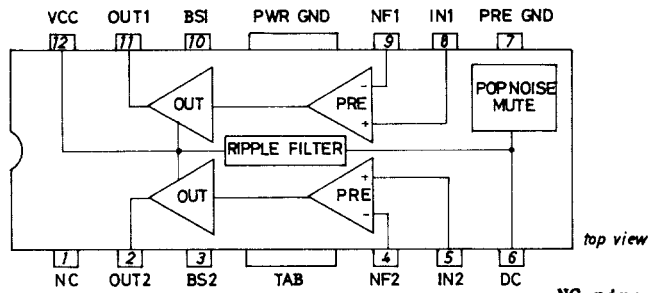 VCC OUT1 BS1 PWR GND NF1 IN1 PRE GND
12 11 10 9 8 7
OUT PRE POP NOISE
MUTE
- +
RIPPLE FILTER
OUT PRE
+ -
top view
1 2 3 4 5 6
NC OUT2 BS2 TAB NF2 IN2 DC
NC